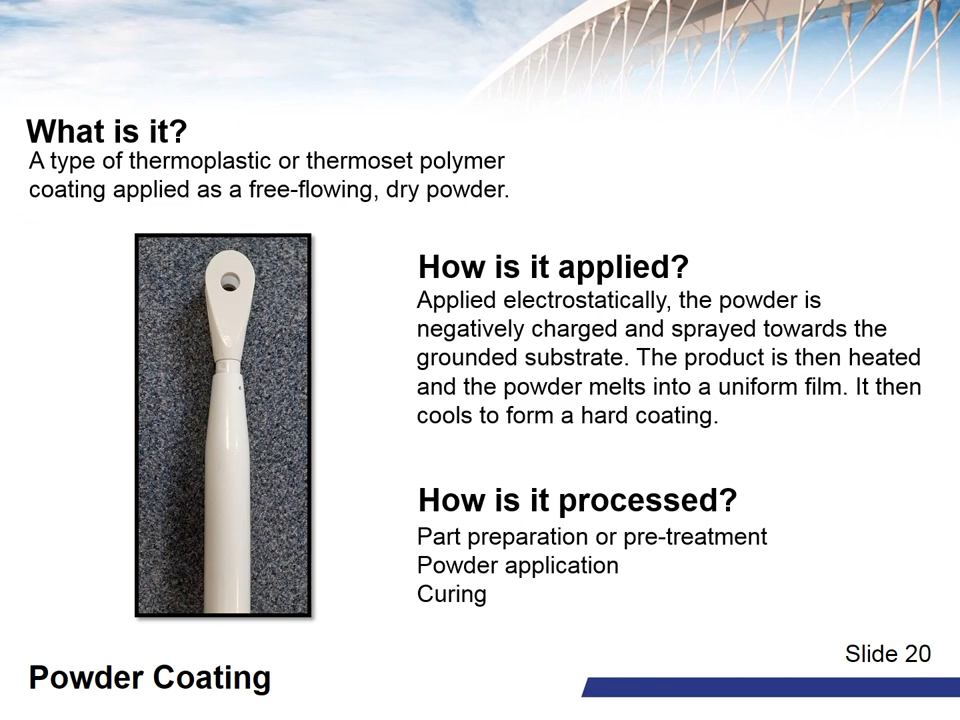 What is it?
A type of thermoplastic or thermoset polymer
coating applied as a free-flowing, dry powder.
How is it applied?
Applied electrostatically, the powder is
negatively charged and sprayed towards the
grounded substrate. The product is then heated
and the powder melts into a uniform film. It then
cools to form a hard coating.
How is it processed?
Part preparation or pre-treatment
Powder application
Curing
Slide 20
Powder Coating